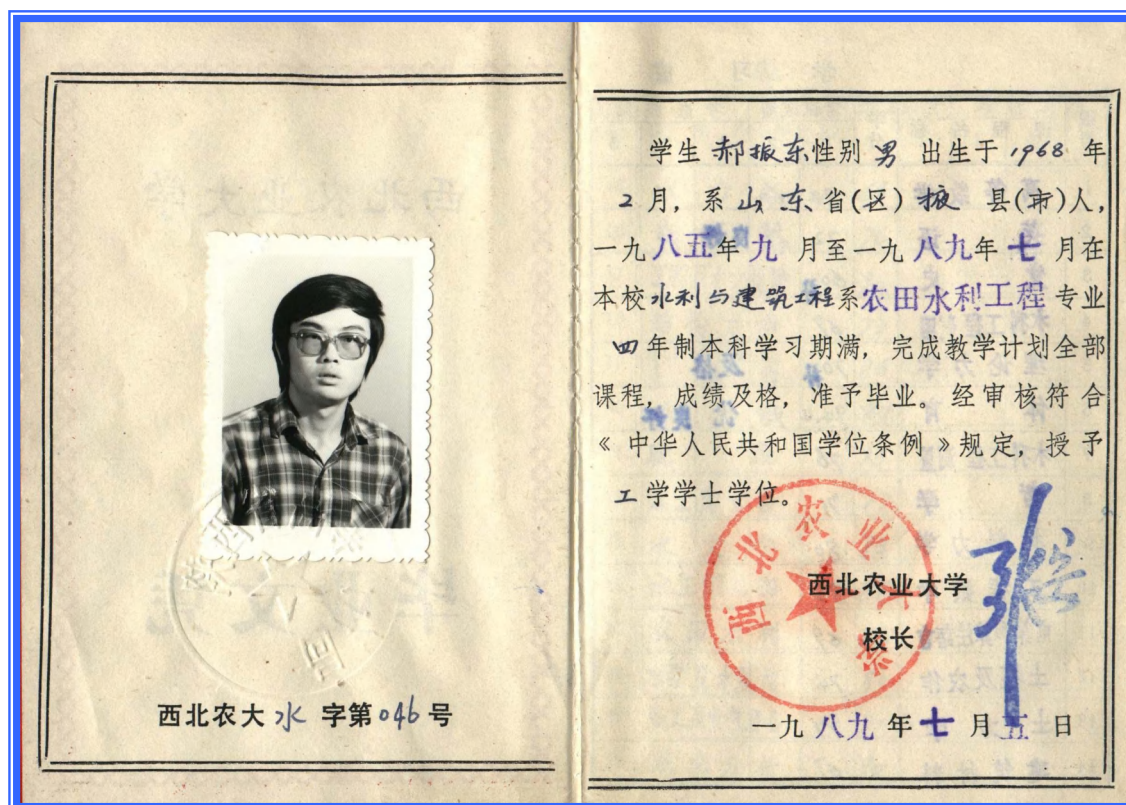 西北农大水字第046号
学生郝振东性别男出生于1968年
2月，系山东省(区)掖县(市)人，
一九八五年九月至一九八九年七月在
本校水利与建筑工程系农田水利工程专业
四年制本科学习期满，完成教学计划全部
课程，成绩及格，准予毕业。经审核符合
《中华人民共和国学位条例》规定，授予
工学学士学位。
西北农业大学
西北农业大学
校长
一九八九年七月五日